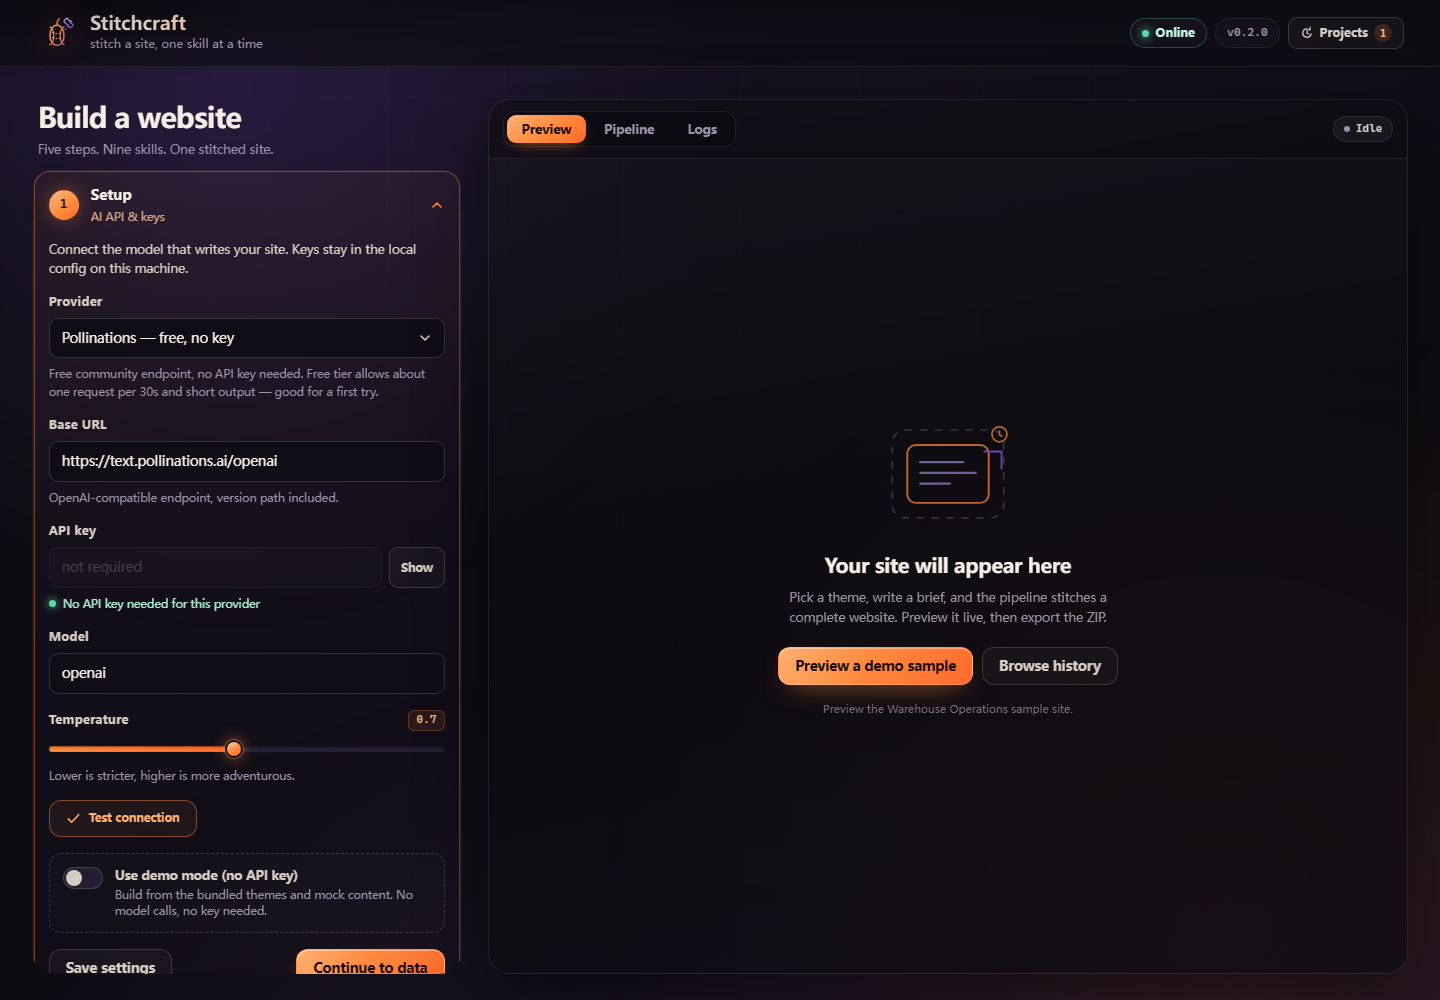 Stitchcraft
stitch a site, one skill at a time
Online
v0.2.0
Projects 1
Build a website
Five steps. Nine skills. One stitched site.
1
Setup
AI API & keys
Connect the model that writes your site. Keys stay in the local
config on this machine.
Provider
Pollinations — free, no key
Free community endpoint, no API key needed. Free tier allows about
one request per 30s and short output — good for a first try.
Base URL
https://text.pollinations.ai/openai
OpenAI-compatible endpoint, version path included.
API key
not required
Show
No API key needed for this provider
Model
openai
Temperature
0.7
Lower is stricter, higher is more adventurous.
Test connection
Use demo mode (no API key)
Build from the bundled themes and mock content. No
model calls, no key needed.
Save settings
Continue to data
Preview
Pipeline
Logs
Idle
Your site will appear here
Pick a theme, write a brief, and the pipeline stitches a
complete website. Preview it live, then export the ZIP.
Preview a demo sample
Browse history
Preview the Warehouse Operations sample site.